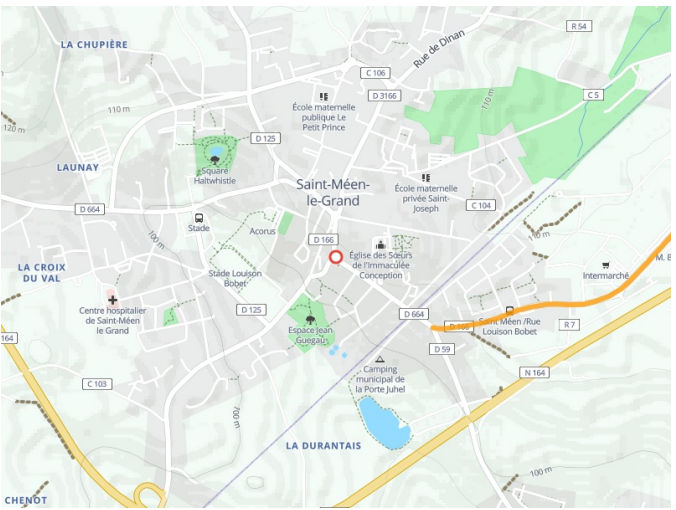 R 54
LA CHUPIÈRE
Rue de Dinan
C 106
D 3166
C 5
École maternelle
publique Le
Petit Prince
110 m
110 m
120 m
D 125
LAUNAY
Square
Haltwhistle
Saint-Méen-
le-Grand
École maternelle
privée Saint-
Joseph
C 104
D 664
Stade
Acorus
D 166
110 m
100 m
Église des Sœurs
de l'Immaculée
Conception
M. B
LA CROIX
DU VAL
Stade Louison
Bobet
Intermarché
Centre hospitalier
de Saint-Méen
le Grand
D 125
Espace Jean
Guegau
D 664
D 166
Saint Méen /Rue
Louison Bobet
R 7
164
D 59
N 164
Camping
municipal de
la Porte Juhel
C 103
700 m
LA DURANTAIS
100 m
CHENOT